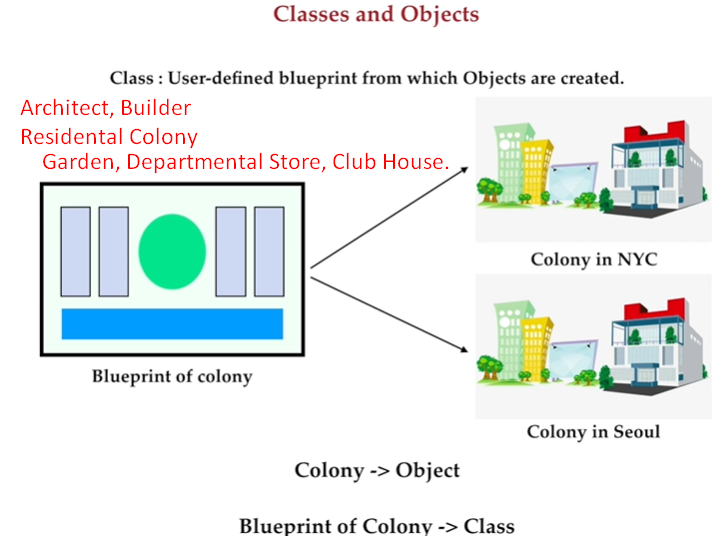 Classes and Objects
Class : User-defined blueprint from which Objects are created.
Architect, Builder
Residental Colony
Garden, Departmental Store, Club House.
Colony in NYC
Blueprint of colony
Colony in Seoul
Colony -> Object
Blueprint of Colony -> Class